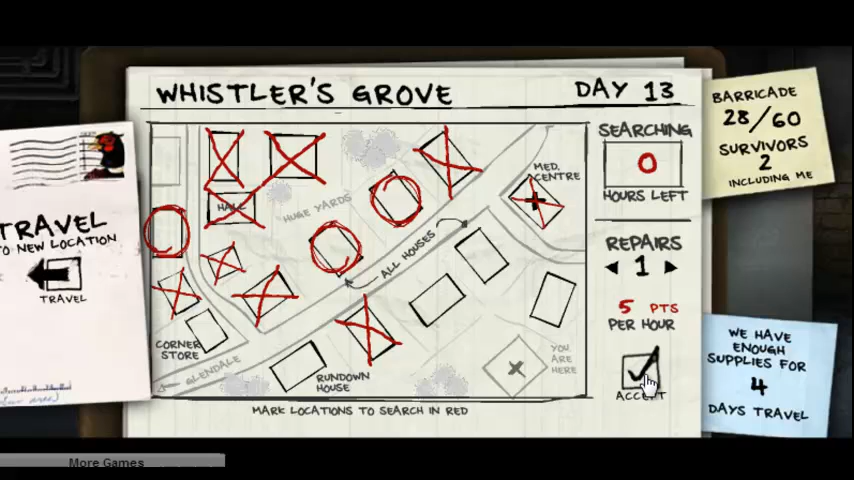 WHISTLER'S GROVE
DAY 13
BARRICADE
28/60
SURVIVORS
2
INCLUDING ME
SEARCHING
0
HOURS LEFT
TRAVEL
TO NEW LOCATION
TRAVEL
HALL
HUGE YARDS
MED.
CENTRE
ALL HOUSES
REPAIRS
1
5 PTS
PER HOUR
ACCEPT
CORNER
STORE
GLENDALE
RUNDOWN
HOUSE
YOU
ARE
HERE
WE HAVE
ENOUGH
SUPPLIES FOR
4
DAYS TRAVEL
MARK LOCATIONS TO SEARCH IN RED
More Games